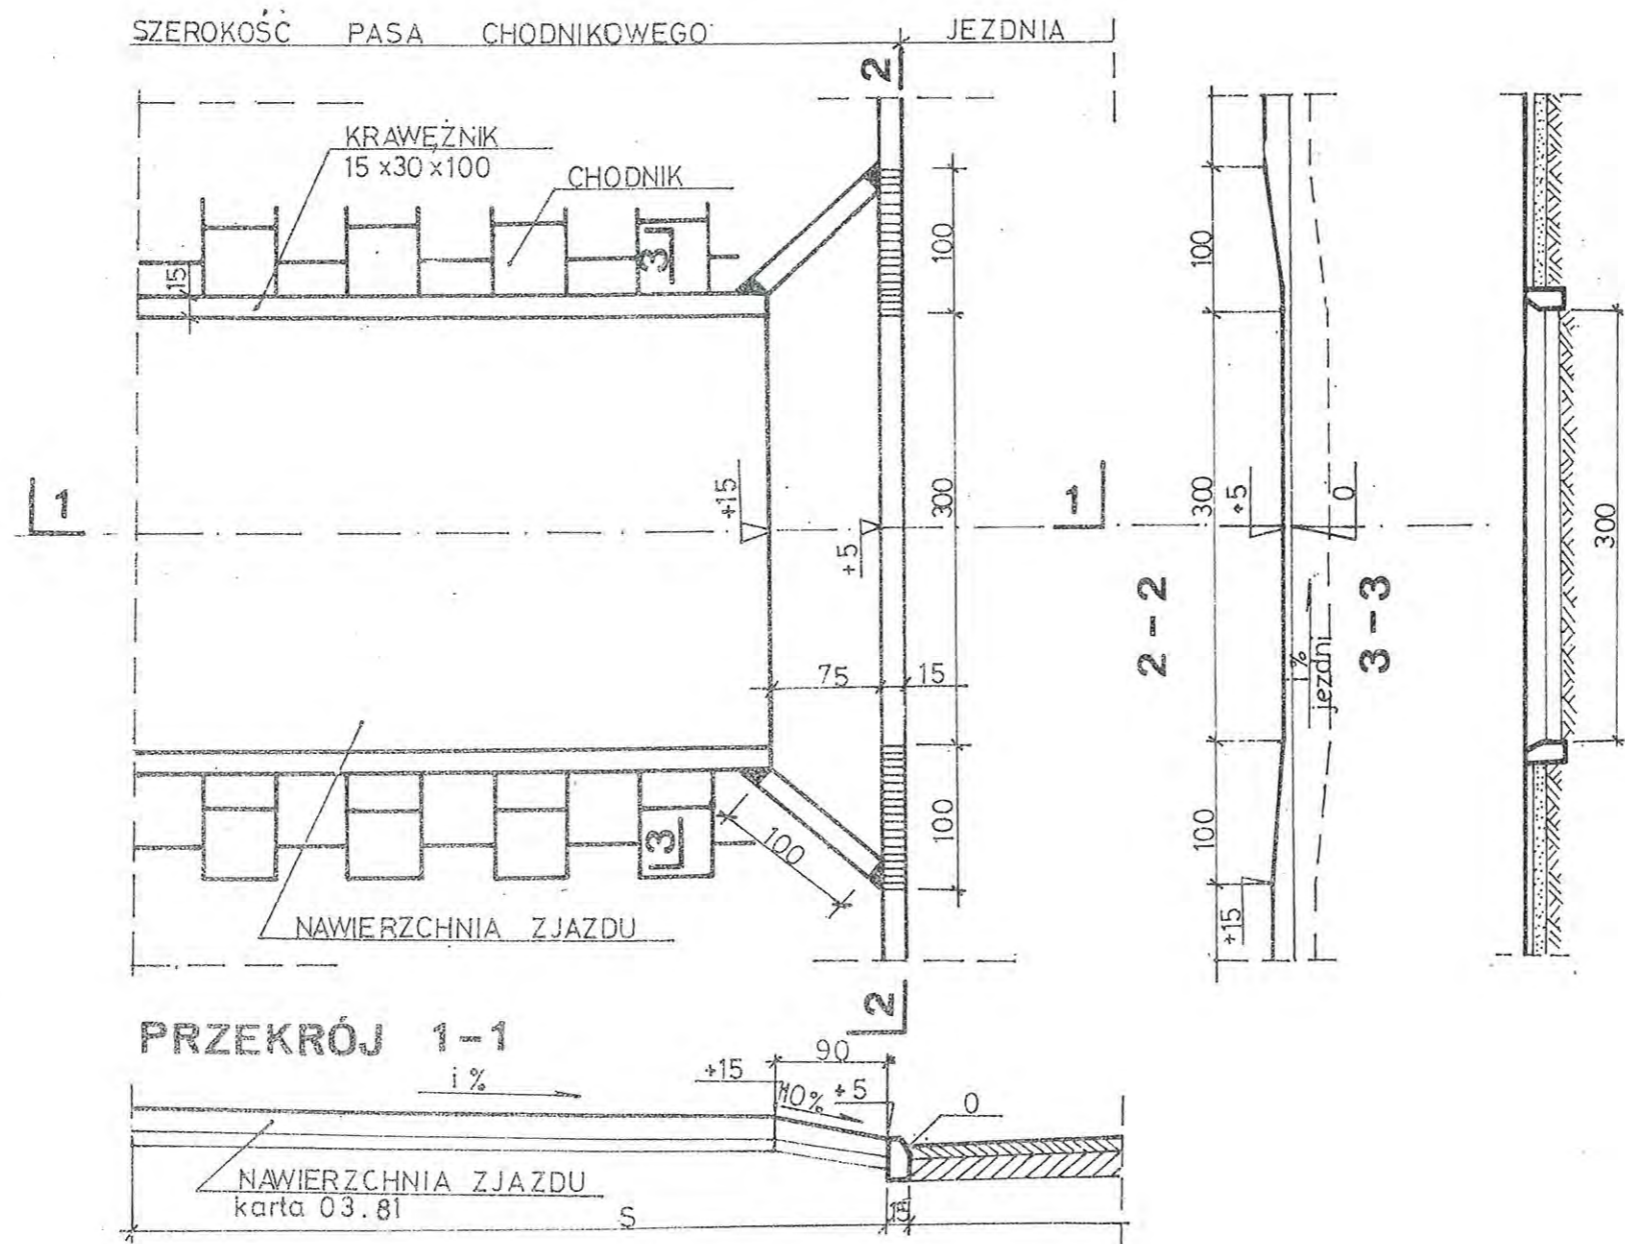 SZEROKOŚĆ PASA CHODNIKOWEGO
JEZDNIA
2
KRAWĘŻNIK
15 x30 x100
CHODNIK
3
15
100
100
1
+15
+5
300
1
300
+5
0
300
2-2
3-3
75
15
i%
jezdni
3
100
100
100
+15
NAWIERZCHNIA ZJAZDU
2
PRZEKRÓJ 1-1
i %
+15
90
10%
+5
0
NAWIERZCHNIA ZJAZDU
karta 03.81
S
15